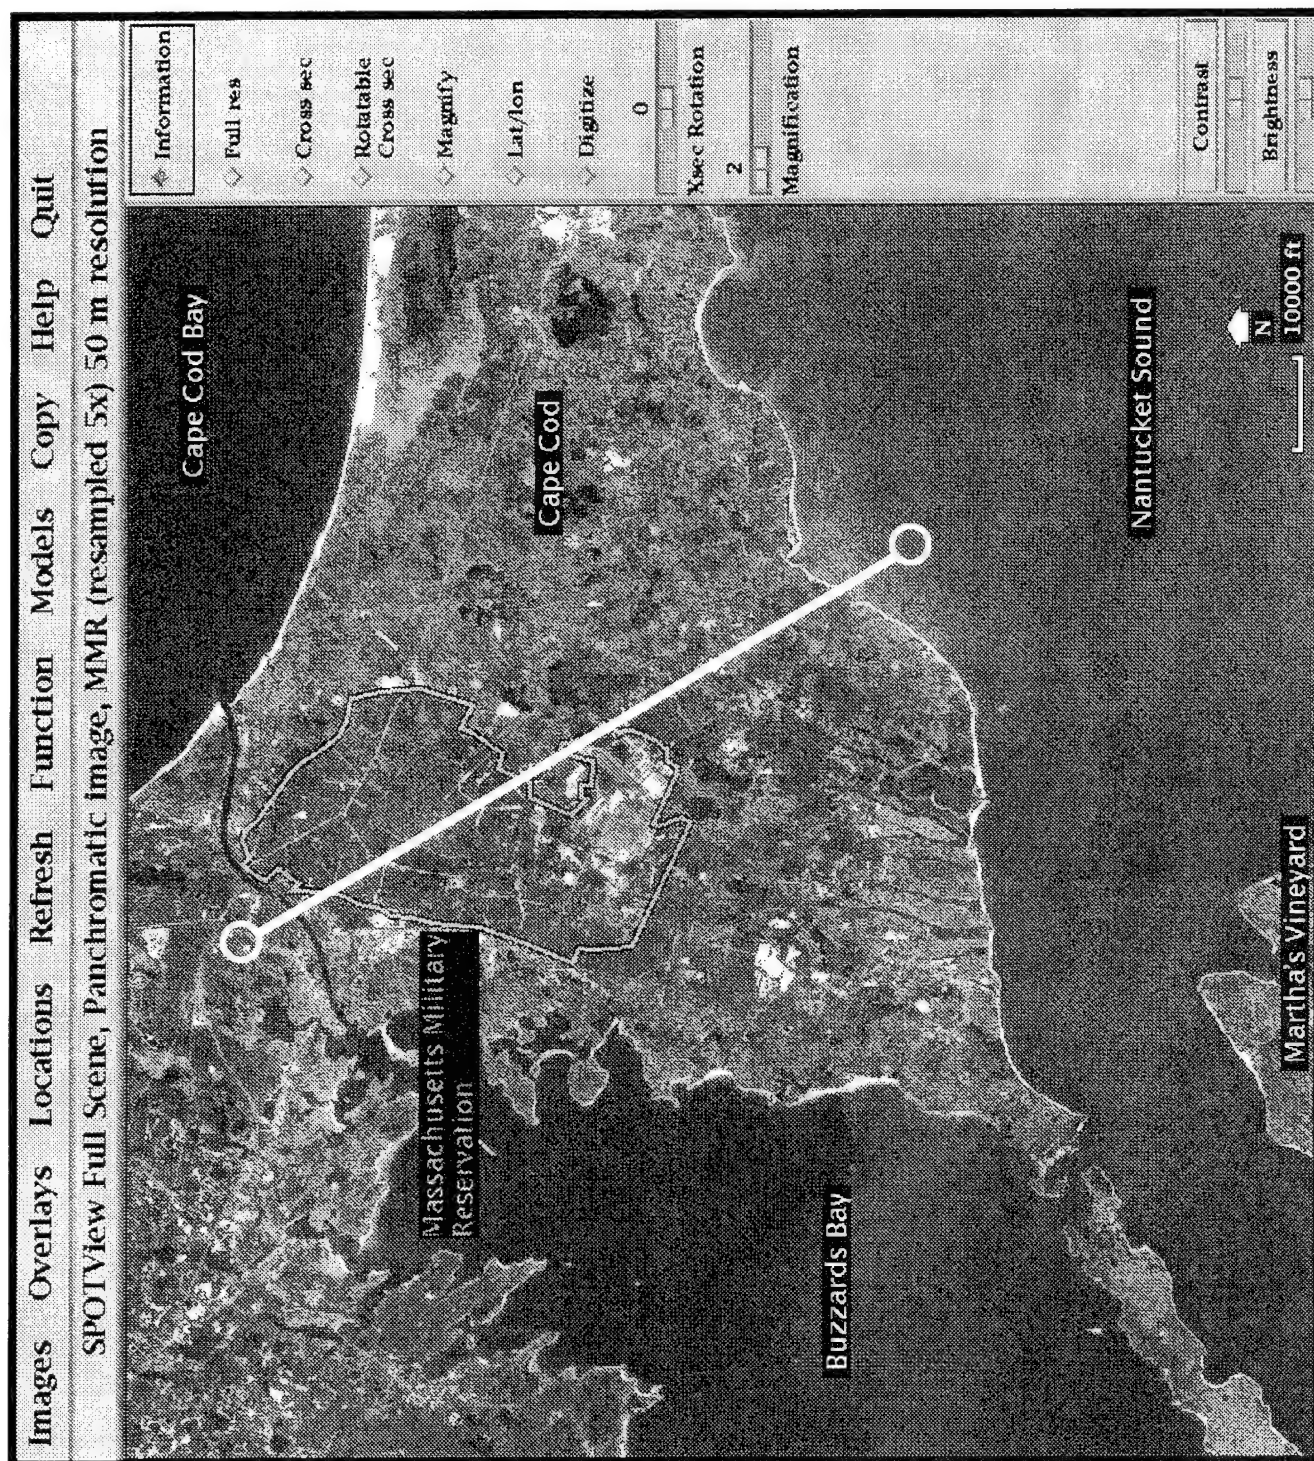 Images Overlays Locations Refresh Function Models Copy Help Quit
SPOTView Full Scene, Panchromatic image, MMR (resampled 5x) 50 m resolution
Information
Full res
Cross sec
Rotatable
Cross sec
Magnify
Lat/lon
Digitize
0
Xsec Rotation
2
Magnification
Contrast
Brightness
Cape Cod Bay
Massachusetts Military
Reservation
Cape Cod
Buzzards Bay
Nantucket Sound
Martha's Vineyard
N
10000 ft